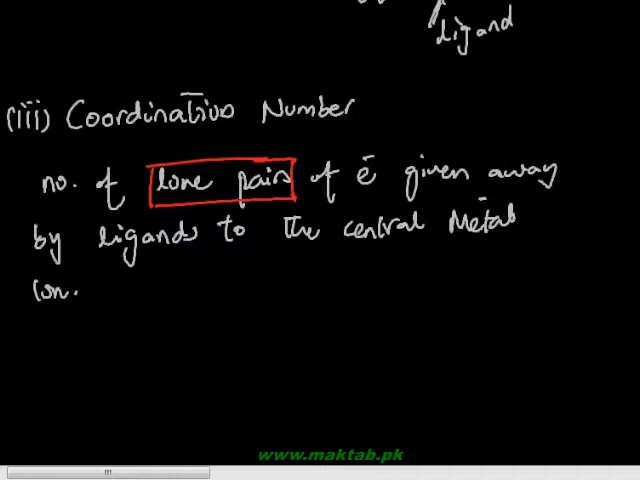 ligand
(iii) Coordination Number
no. of lone pairs of ē given away
by ligands to the central Metal
ion.
www.maktab.pk